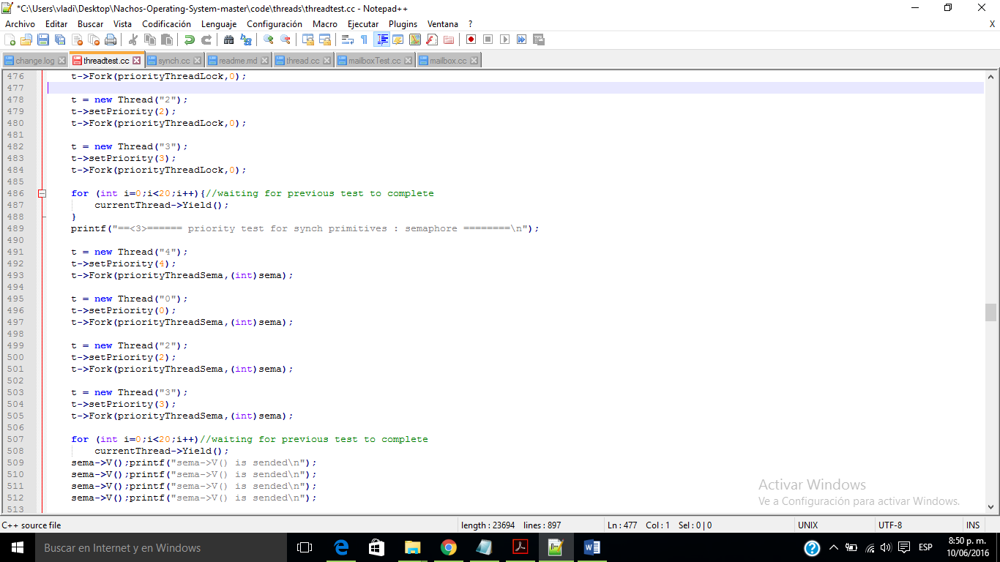 *C:\Users\vladi\Desktop\Nachos-Operating-System-master\code\threads\threadtest.cc - Notepad++
Archivo Editar Buscar Vista Codificación Lenguaje Configuración Macro Ejecutar Plugins Ventana ? X
change.log threadtest.cc synch.cc readme.md thread.cc mailboxTest.cc mailbox.cc
476 t->Fork(priorityThreadLock,0);
477
478 t = new Thread("2");
479 t->setPriority(2);
480 t->Fork(priorityThreadLock,0);
481
482 t = new Thread("3");
483 t->setPriority(3);
484 t->Fork(priorityThreadLock,0);
485
486 for (int i=0;i<20;i++){//waiting for previous test to complete
487 currentThread->Yield();
488 }
489 printf("==<3>====== priority test for synch primitives : semaphore ========\n");
490
491 t = new Thread("4");
492 t->setPriority(4);
493 t->Fork(priorityThreadSema,(int)sema);
494
495 t = new Thread("0");
496 t->setPriority(0);
497 t->Fork(priorityThreadSema,(int)sema);
498
499 t = new Thread("2");
500 t->setPriority(2);
501 t->Fork(priorityThreadSema,(int)sema);
502
503 t = new Thread("3");
504 t->setPriority(3);
505 t->Fork(priorityThreadSema,(int)sema);
506
507 for (int i=0;i<20;i++)//waiting for previous test to complete
508 currentThread->Yield();
509 sema->V();printf("sema->V() is sended\n");
510 sema->V();printf("sema->V() is sended\n");
511 sema->V();printf("sema->V() is sended\n");
512 sema->V();printf("sema->V() is sended\n");
513
Activar Windows
Ve a Configuración para activar Windows.
C++ source file length : 23694 lines : 897 Ln : 477 Col : 1 Sel : 0 | 0 UNIX UTF-8 INS
Buscar en Internet y en Windows
ESP
8:50 p. m.
10/06/2016